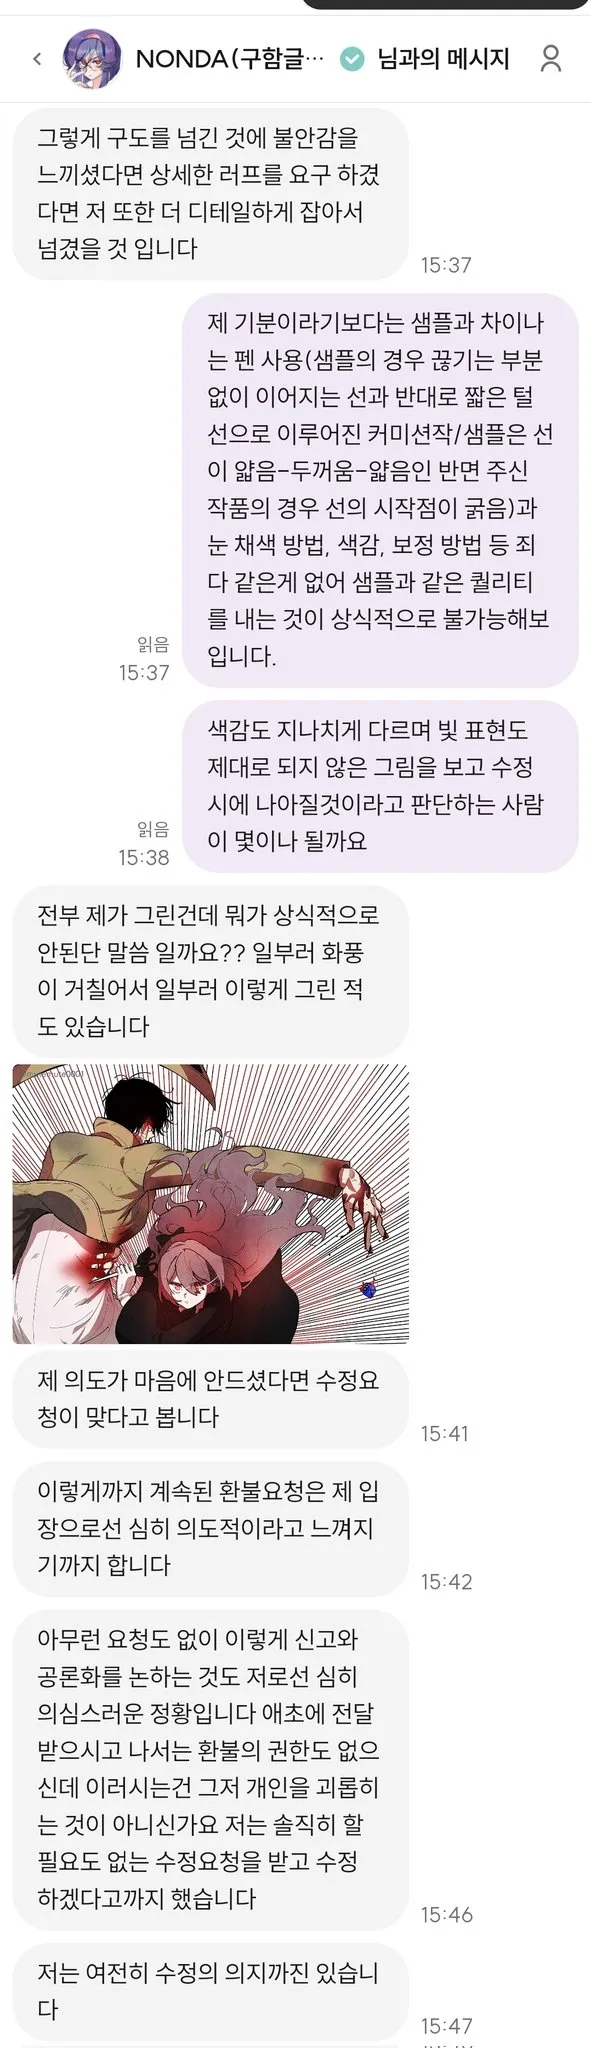 NONDA(구함글… 님과의 메시지
그렇게 구도를 넘긴 것에 불안감을
느끼셨다면 상세한 러프를 요구 하겼
다면 저 또한 더 디테일하게 잡아서
넘겼을 것 입니다
15:37
제 기분이라기보다는 샘플과 차이나
는 펜 사용(샘플의 경우 끊기는 부분
없이 이어지는 선과 반대로 짧은 털
선으로 이루어진 커미션작/샘플은 선
이 얇음-두꺼움-얇음인 반면 주신
작품의 경우 선의 시작점이 굵음)과
눈 채색 방법, 색감, 보정 방법 등 죄
다 같은게 없어 샘플과 같은 퀄리티
를 내는 것이 상식적으로 불가능해보
입니다.
읽음
15:37
색감도 지나치게 다르며 빛 표현도
제대로 되지 않은 그림을 보고 수정
시에 나아질것이라고 판단하는 사람
이 몇이나 될까요
읽음
15:38
전부 제가 그린건데 뭐가 상식적으로
안된단 말씀 일까요?? 일부러 화풍
이 거칠어서 일부러 이렇게 그린 적
도 있습니다
제 의도가 마음에 안드셨다면 수정요
청이 맞다고 봅니다
15:41
이렇게까지 계속된 환불요청은 제 입
장으로선 심히 의도적이라고 느껴지
기까지 합니다
15:42
아무런 요청도 없이 이렇게 신고와
공론화를 논하는 것도 저로선 심히
의심스러운 정황입니다 애초에 전달
받으시고 나서는 환불의 권한도 없으
신데 이러시는건 그저 개인을 괴롭히
는 것이 아니신가요 저는 솔직히 할
필요도 없는 수정요청을 받고 수정
하겠다고까지 했습니다
15:46
저는 여전히 수정의 의지까진 있습니
다
15:47